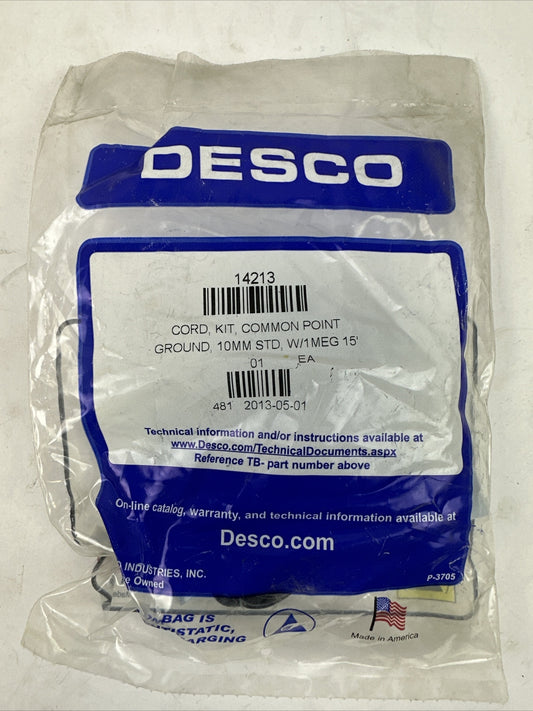 DESCO
14213
CORD, KIT, COMMON POINT
GROUND, 10MM STD, W/1MEG 15'
01 EA
481 2013-05-01
Technical information and/or instructions available at
www.Desco.com/TechnicalDocuments.aspx
Reference TB- part number above
On-line catalog, warranty, and technical information available at
Desco.com
INDUSTRIES, INC.
Owned
P-3705
BAG IS
Made in America